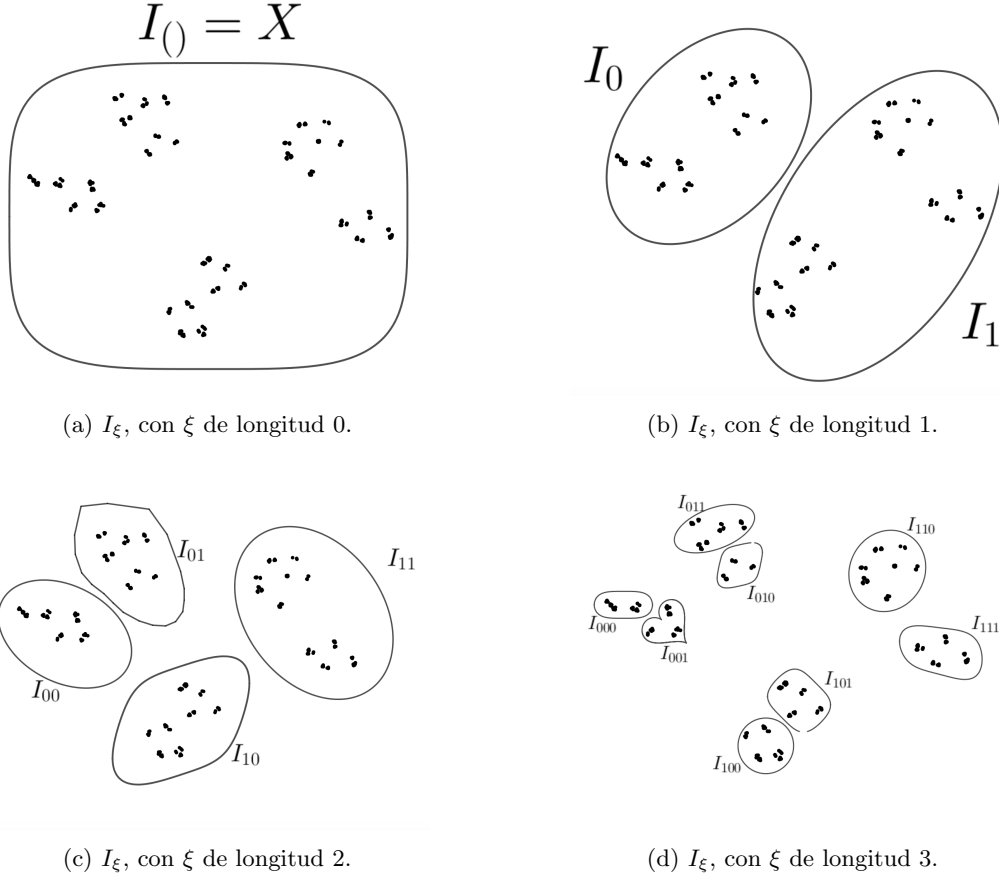 I_{()} = X
I_0
I_1
(a) I_ξ, con ξ de longitud 0.
(b) I_ξ, con ξ de longitud 1.
I_{01}
I_{11}
I_{00}
I_{10}
I_{011}
I_{110}
I_{010}
I_{000}
I_{001}
I_{111}
I_{101}
I_{100}
(c) I_ξ, con ξ de longitud 2.
(d) I_ξ, con ξ de longitud 3.